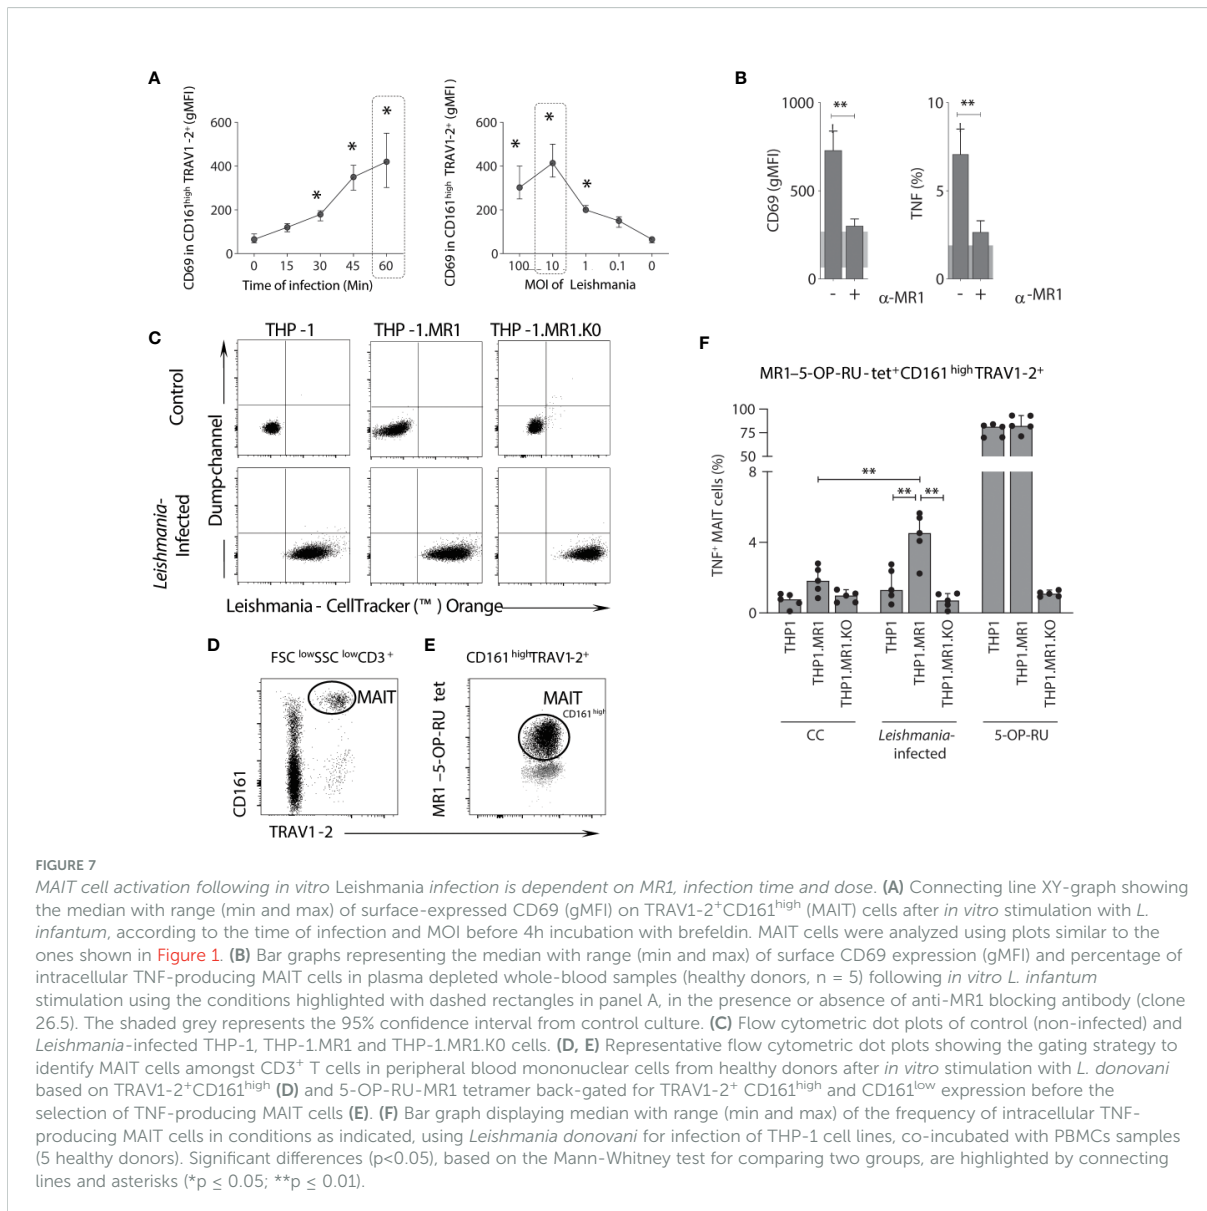 A
CD69 in CD161high TRAV1-2+ (gMFI)
600
400
200
0
0 15 30 45 60
Time of infection (Min)
CD69 in CD161high TRAV1-2+ (gMFI)
600
400
200
0
* * * *
* * *
100 10 1 0.1 0
MOI of Leishmania
B
CD69 (gMFI)
1000
500
0
**
- + α-MR1
TNF (%)
10
5
0
**
- + α-MR1
C
THP -1 THP -1.MR1 THP -1.MR1.K0
Control
Leishmania-
Infected
Dump-channel
Leishmania - CellTracker (™ ) Orange
D
FSC lowSSC lowCD3 +
MAIT
CD161
TRAV1-2
E
CD161 highTRAV1-2+
MAIT
CD161 high
MR1 –5-OP-RU tet
F
MR1–5-OP-RU - tet+CD161 high TRAV1-2+
TNF+ MAIT cells (%)
100
75
50
8
4
0
** ** **
THP1 THP1.MR1 THP1.MR1.KO THP1 THP1.MR1 THP1.MR1.KO THP1 THP1.MR1 THP1.MR1.KO
CC Leishmania- 5-OP-RU
infected
FIGURE 7
MAIT cell activation following in vitro Leishmania infection is dependent on MR1, infection time and dose. (A) Connecting line XY-graph showing
the median with range (min and max) of surface-expressed CD69 (gMFI) on TRAV1-2+CD161high (MAIT) cells after in vitro stimulation with L.
infantum, according to the time of infection and MOI before 4h incubation with brefeldin. MAIT cells were analyzed using plots similar to the
ones shown in Figure 1. (B) Bar graphs representing the median with range (min and max) of surface CD69 expression (gMFI) and percentage of
intracellular TNF-producing MAIT cells in plasma depleted whole-blood samples (healthy donors, n = 5) following in vitro L. infantum
stimulation using the conditions highlighted with dashed rectangles in panel A, in the presence or absence of anti-MR1 blocking antibody (clone
26.5). The shaded grey represents the 95% confidence interval from control culture. (C) Flow cytometric dot plots of control (non-infected) and
Leishmania-infected THP-1, THP-1.MR1 and THP-1.MR1.K0 cells. (D, E) Representative flow cytometric dot plots showing the gating strategy to
identify MAIT cells amongst CD3+ T cells in peripheral blood mononuclear cells from healthy donors after in vitro stimulation with L. donovani
based on TRAV1-2+CD161high (D) and 5-OP-RU-MR1 tetramer back-gated for TRAV1-2+ CD161high and CD161low expression before the
selection of TNF-producing MAIT cells (E). (F) Bar graph displaying median with range (min and max) of the frequency of intracellular TNF-
producing MAIT cells in conditions as indicated, using Leishmania donovani for infection of THP-1 cell lines, co-incubated with PBMCs samples
(5 healthy donors). Significant differences (p<0.05), based on the Mann-Whitney test for comparing two groups, are highlighted by connecting
lines and asterisks (*p ≤ 0.05; **p ≤ 0.01).